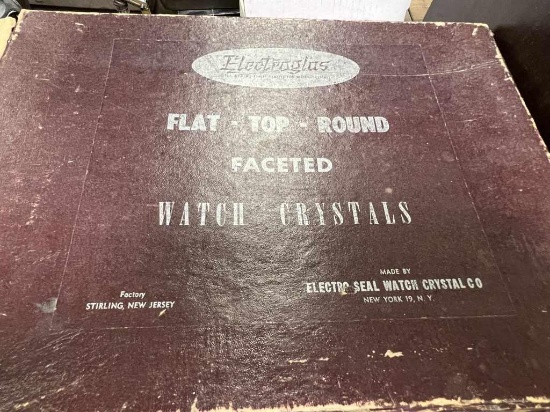 Electroglas
FLAT - TOP - ROUND
FACETED
WATCH CRYSTALS
MADE BY
ELECTRO SEAL WATCH CRYSTAL CO
NEW YORK 19, N. Y.
Factory
STIRLING, NEW JERSEY